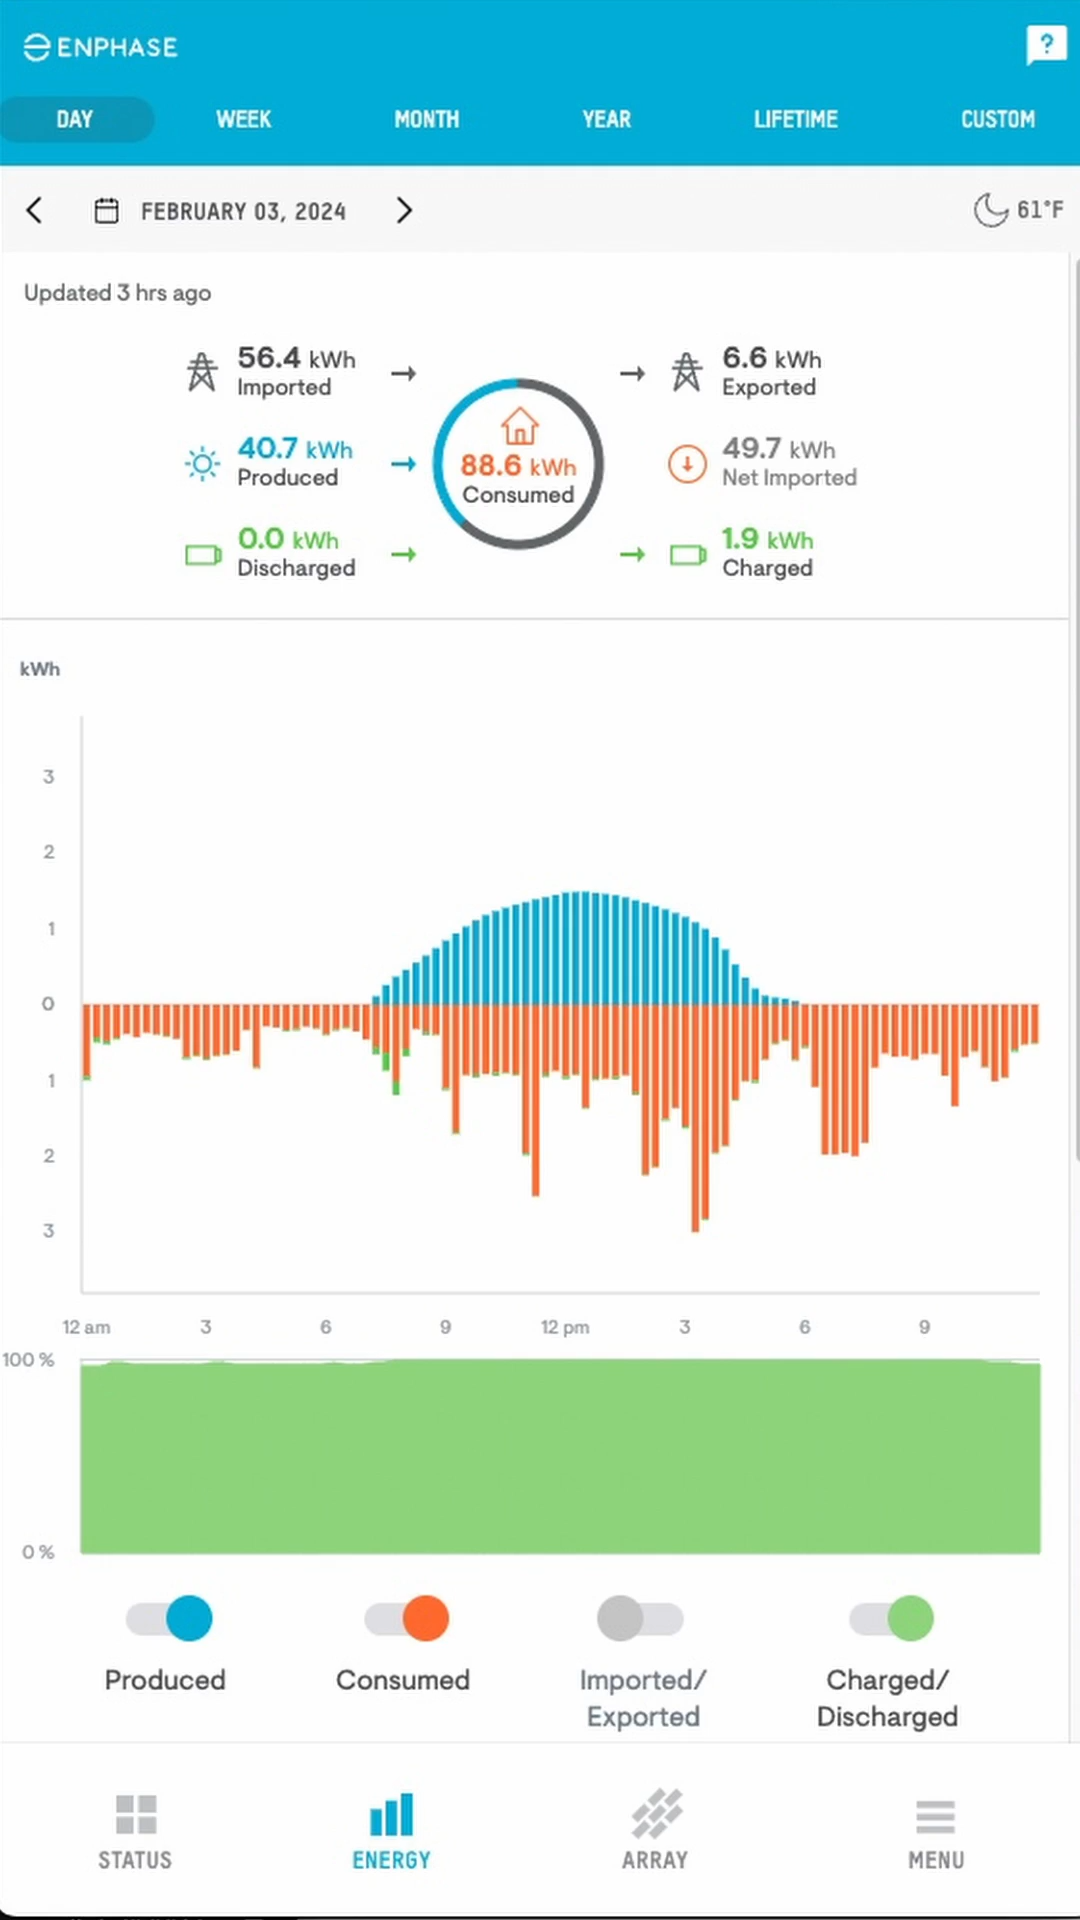 ENPHASE
?
DAY WEEK MONTH YEAR LIFETIME CUSTOM
FEBRUARY 03, 2024 61°F
Updated 3 hrs ago
56.4 kWh
Imported
6.6 kWh
Exported
40.7 kWh
Produced
88.6 kWh
Consumed
49.7 kWh
Net Imported
0.0 kWh
Discharged
1.9 kWh
Charged
kWh
3
2
1
0
1
2
3
12 am 3 6 9 12 pm 3 6 9
100 %
0 %
Produced
Consumed
Imported/
Exported
Charged/
Discharged
STATUS ENERGY ARRAY MENU